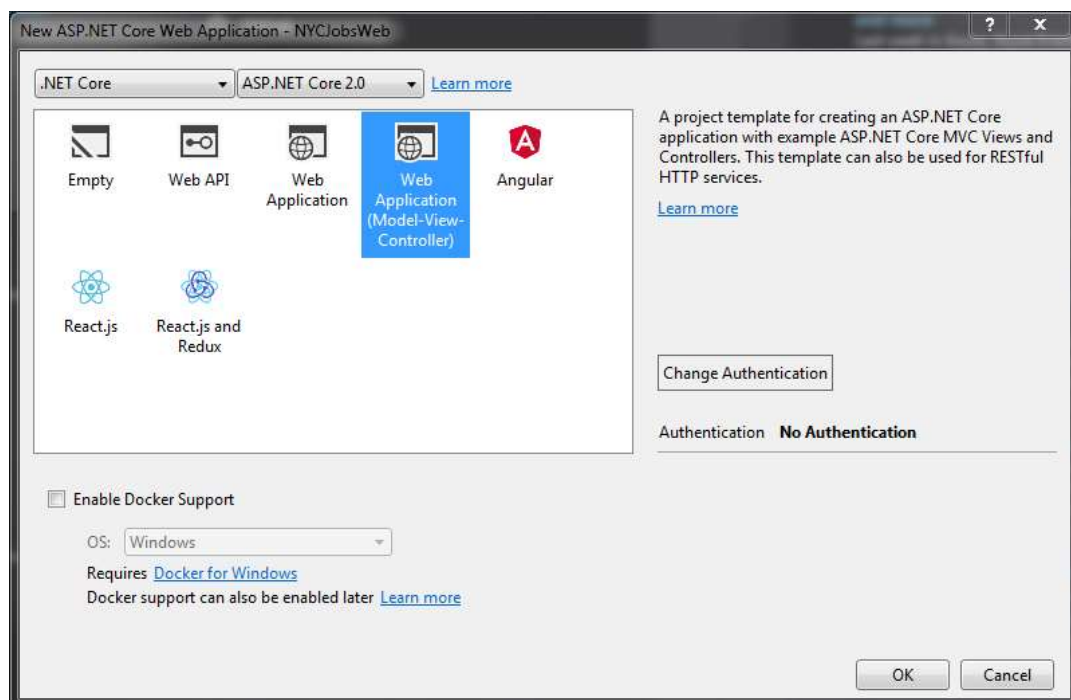 New ASP.NET Core Web Application - NYCJobsWeb
? x
.NET Core ASP.NET Core 2.0 Learn more
Empty
Web API
Web
Application
Web
Application
(Model-View-
Controller)
Angular
React.js
React.js and
Redux
A project template for creating an ASP.NET Core
application with example ASP.NET Core MVC Views and
Controllers. This template can also be used for RESTful
HTTP services.
Learn more
Change Authentication
Authentication No Authentication
Enable Docker Support
OS: Windows
Requires Docker for Windows
Docker support can also be enabled later Learn more
OK Cancel